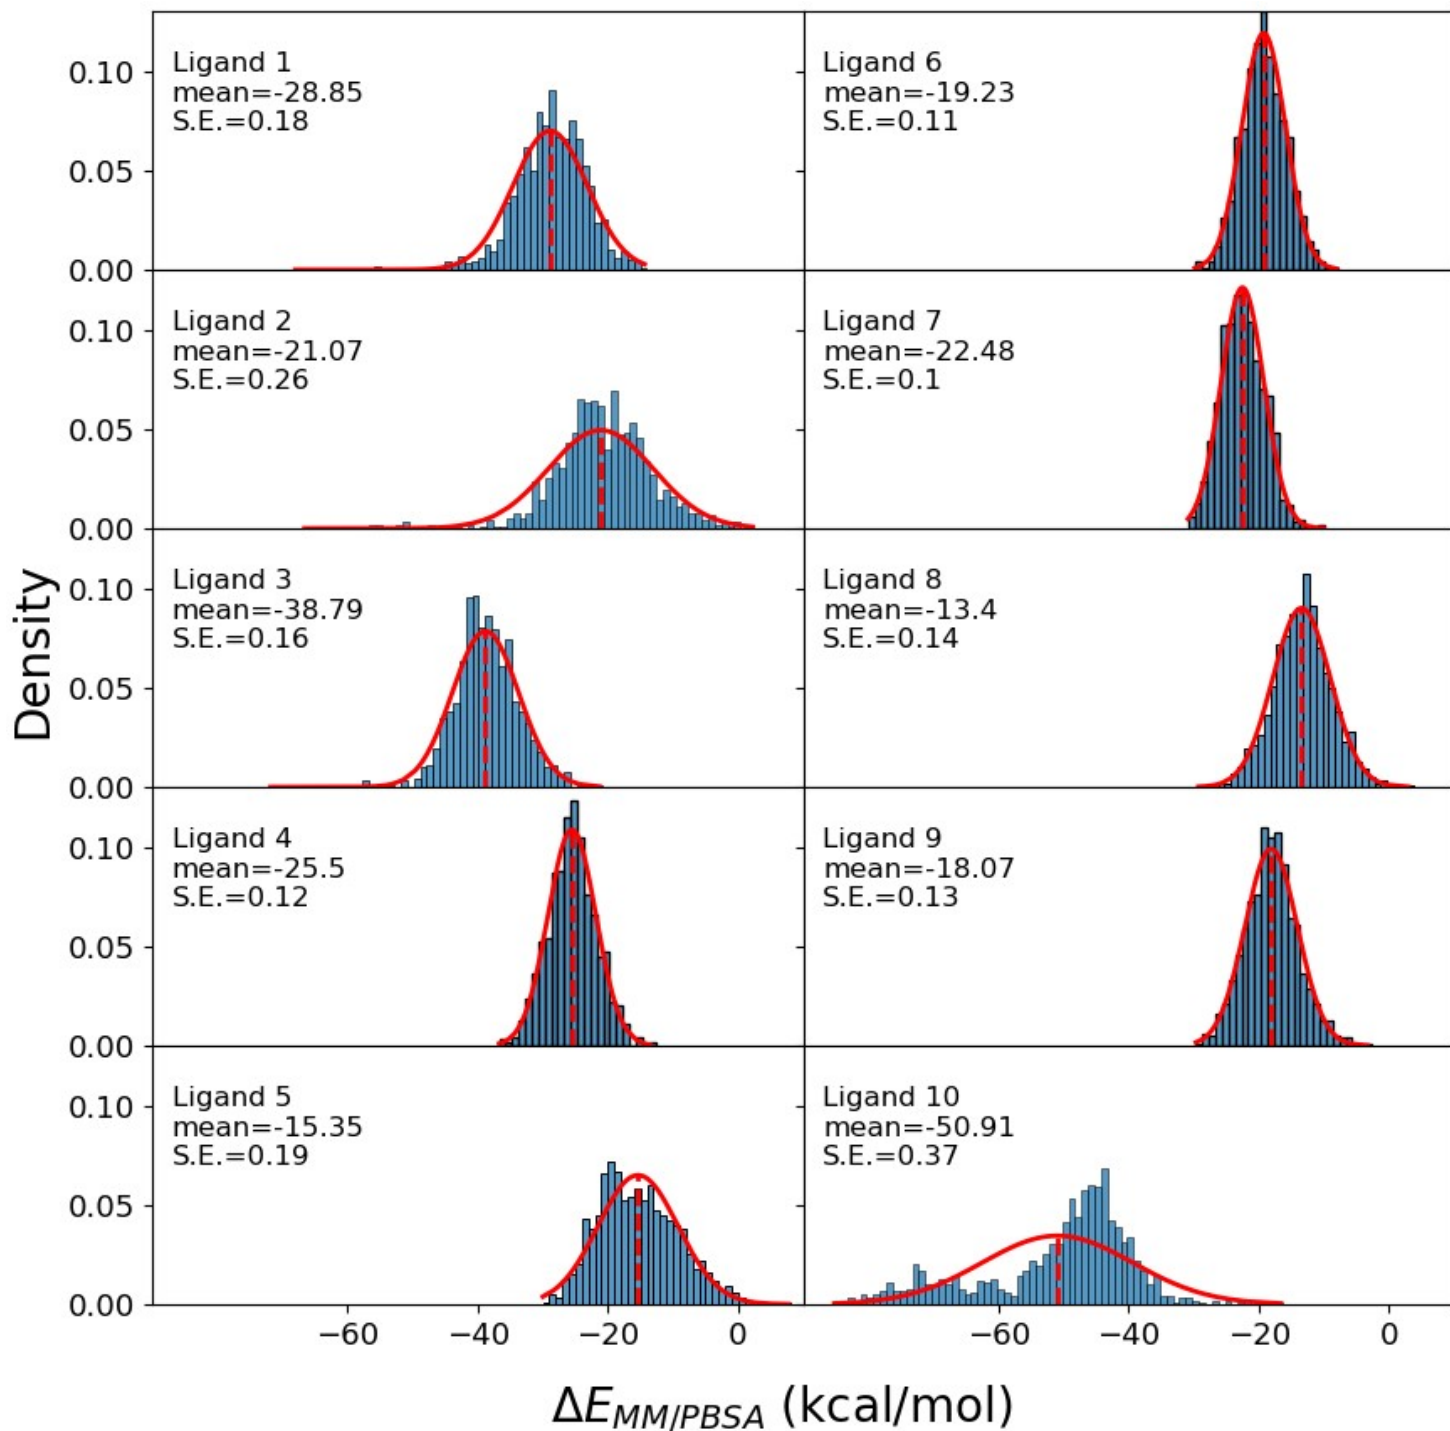 Ligand 1
mean=-28.85
S.E.=0.18
0.10
0.05
0.00
Ligand 6
mean=-19.23
S.E.=0.11
Ligand 2
mean=-21.07
S.E.=0.26
0.10
0.05
0.00
Ligand 7
mean=-22.48
S.E.=0.1
Ligand 3
mean=-38.79
S.E.=0.16
0.10
0.05
0.00
Ligand 8
mean=-13.4
S.E.=0.14
Ligand 4
mean=-25.5
S.E.=0.12
0.10
0.05
0.00
Ligand 9
mean=-18.07
S.E.=0.13
Ligand 5
mean=-15.35
S.E.=0.19
0.10
0.05
0.00
Ligand 10
mean=-50.91
S.E.=0.37
Density
−60 −40 −20 0
−60 −40 −20 0
ΔE_MM/PBSA (kcal/mol)